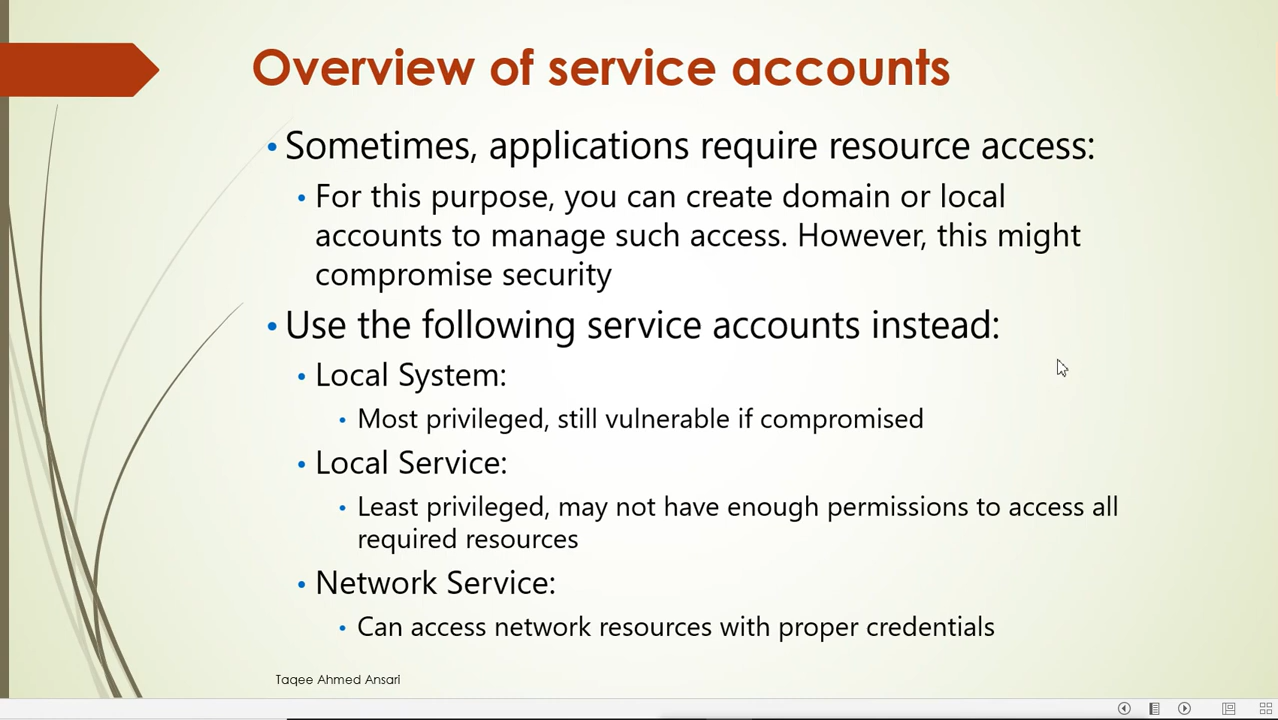 Overview of service accounts
• Sometimes, applications require resource access:
• For this purpose, you can create domain or local
accounts to manage such access. However, this might
compromise security
• Use the following service accounts instead:
• Local System:
• Most privileged, still vulnerable if compromised
• Local Service:
• Least privileged, may not have enough permissions to access all
required resources
• Network Service:
• Can access network resources with proper credentials
Taqee Ahmed Ansari